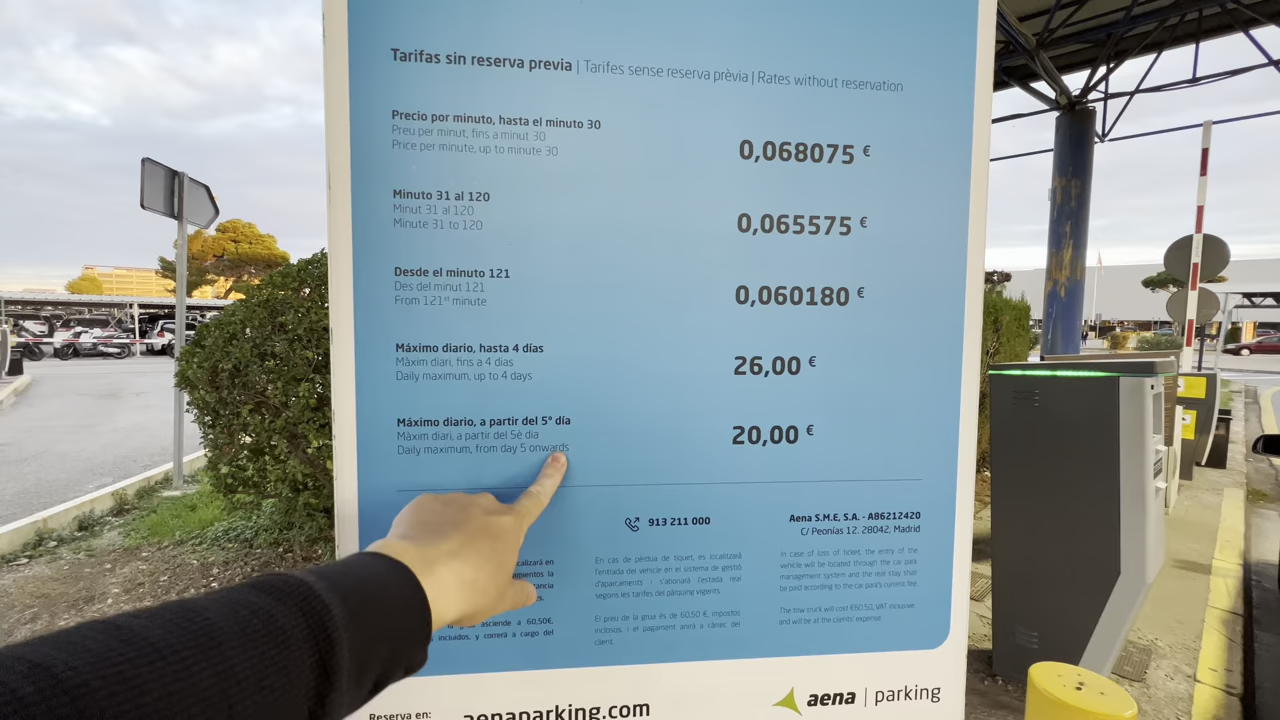 Tarifas sin reserva previa | Tarifes sense reserva prèvia | Rates without reservation
Precio por minuto, hasta el minuto 30
Preu per minut, fins a minut 30
Price per minute, up to minute 30
0,068075 €
Minuto 31 al 120
Minut 31 al 120
Minute 31 to 120
0,065575 €
Desde el minuto 121
Des del minut 121
From 121st minute
0,060180 €
Máximo diario, hasta 4 días
Màxim diari, fins a 4 dies
Daily maximum, up to 4 days
26,00 €
Máximo diario, a partir del 5º día
Màxim diari, a partir del 5è dia
Daily maximum, from day 5 onwards
20,00 €
913 211 000
Aena S.M.E, S.A. - A86212420
C/ Peonías 12. 28042, Madrid
asciende a 60,50€,
incluidos, y correrá a cargo del
En cas de pèrdua de tiquet, es localitzarà
l'entrada del vehicle en el sistema de gestió
d'aparcaments i s'abonarà l'estada real
segons les tarifes del pàrquing vigents.
El preu de la grua és de 60,50 €, impostos
inclosos, i el pagament anirà a càrrec del
client.
In case of loss of ticket, the entry of the
vehicle will be located through the car park
management system and the real stay shall
be paid according to the car park's current fee.
The tow truck will cost €60.50, VAT inclusive
and will be at the clients' expense
Reserva en: aenaparking.com
aena | parking